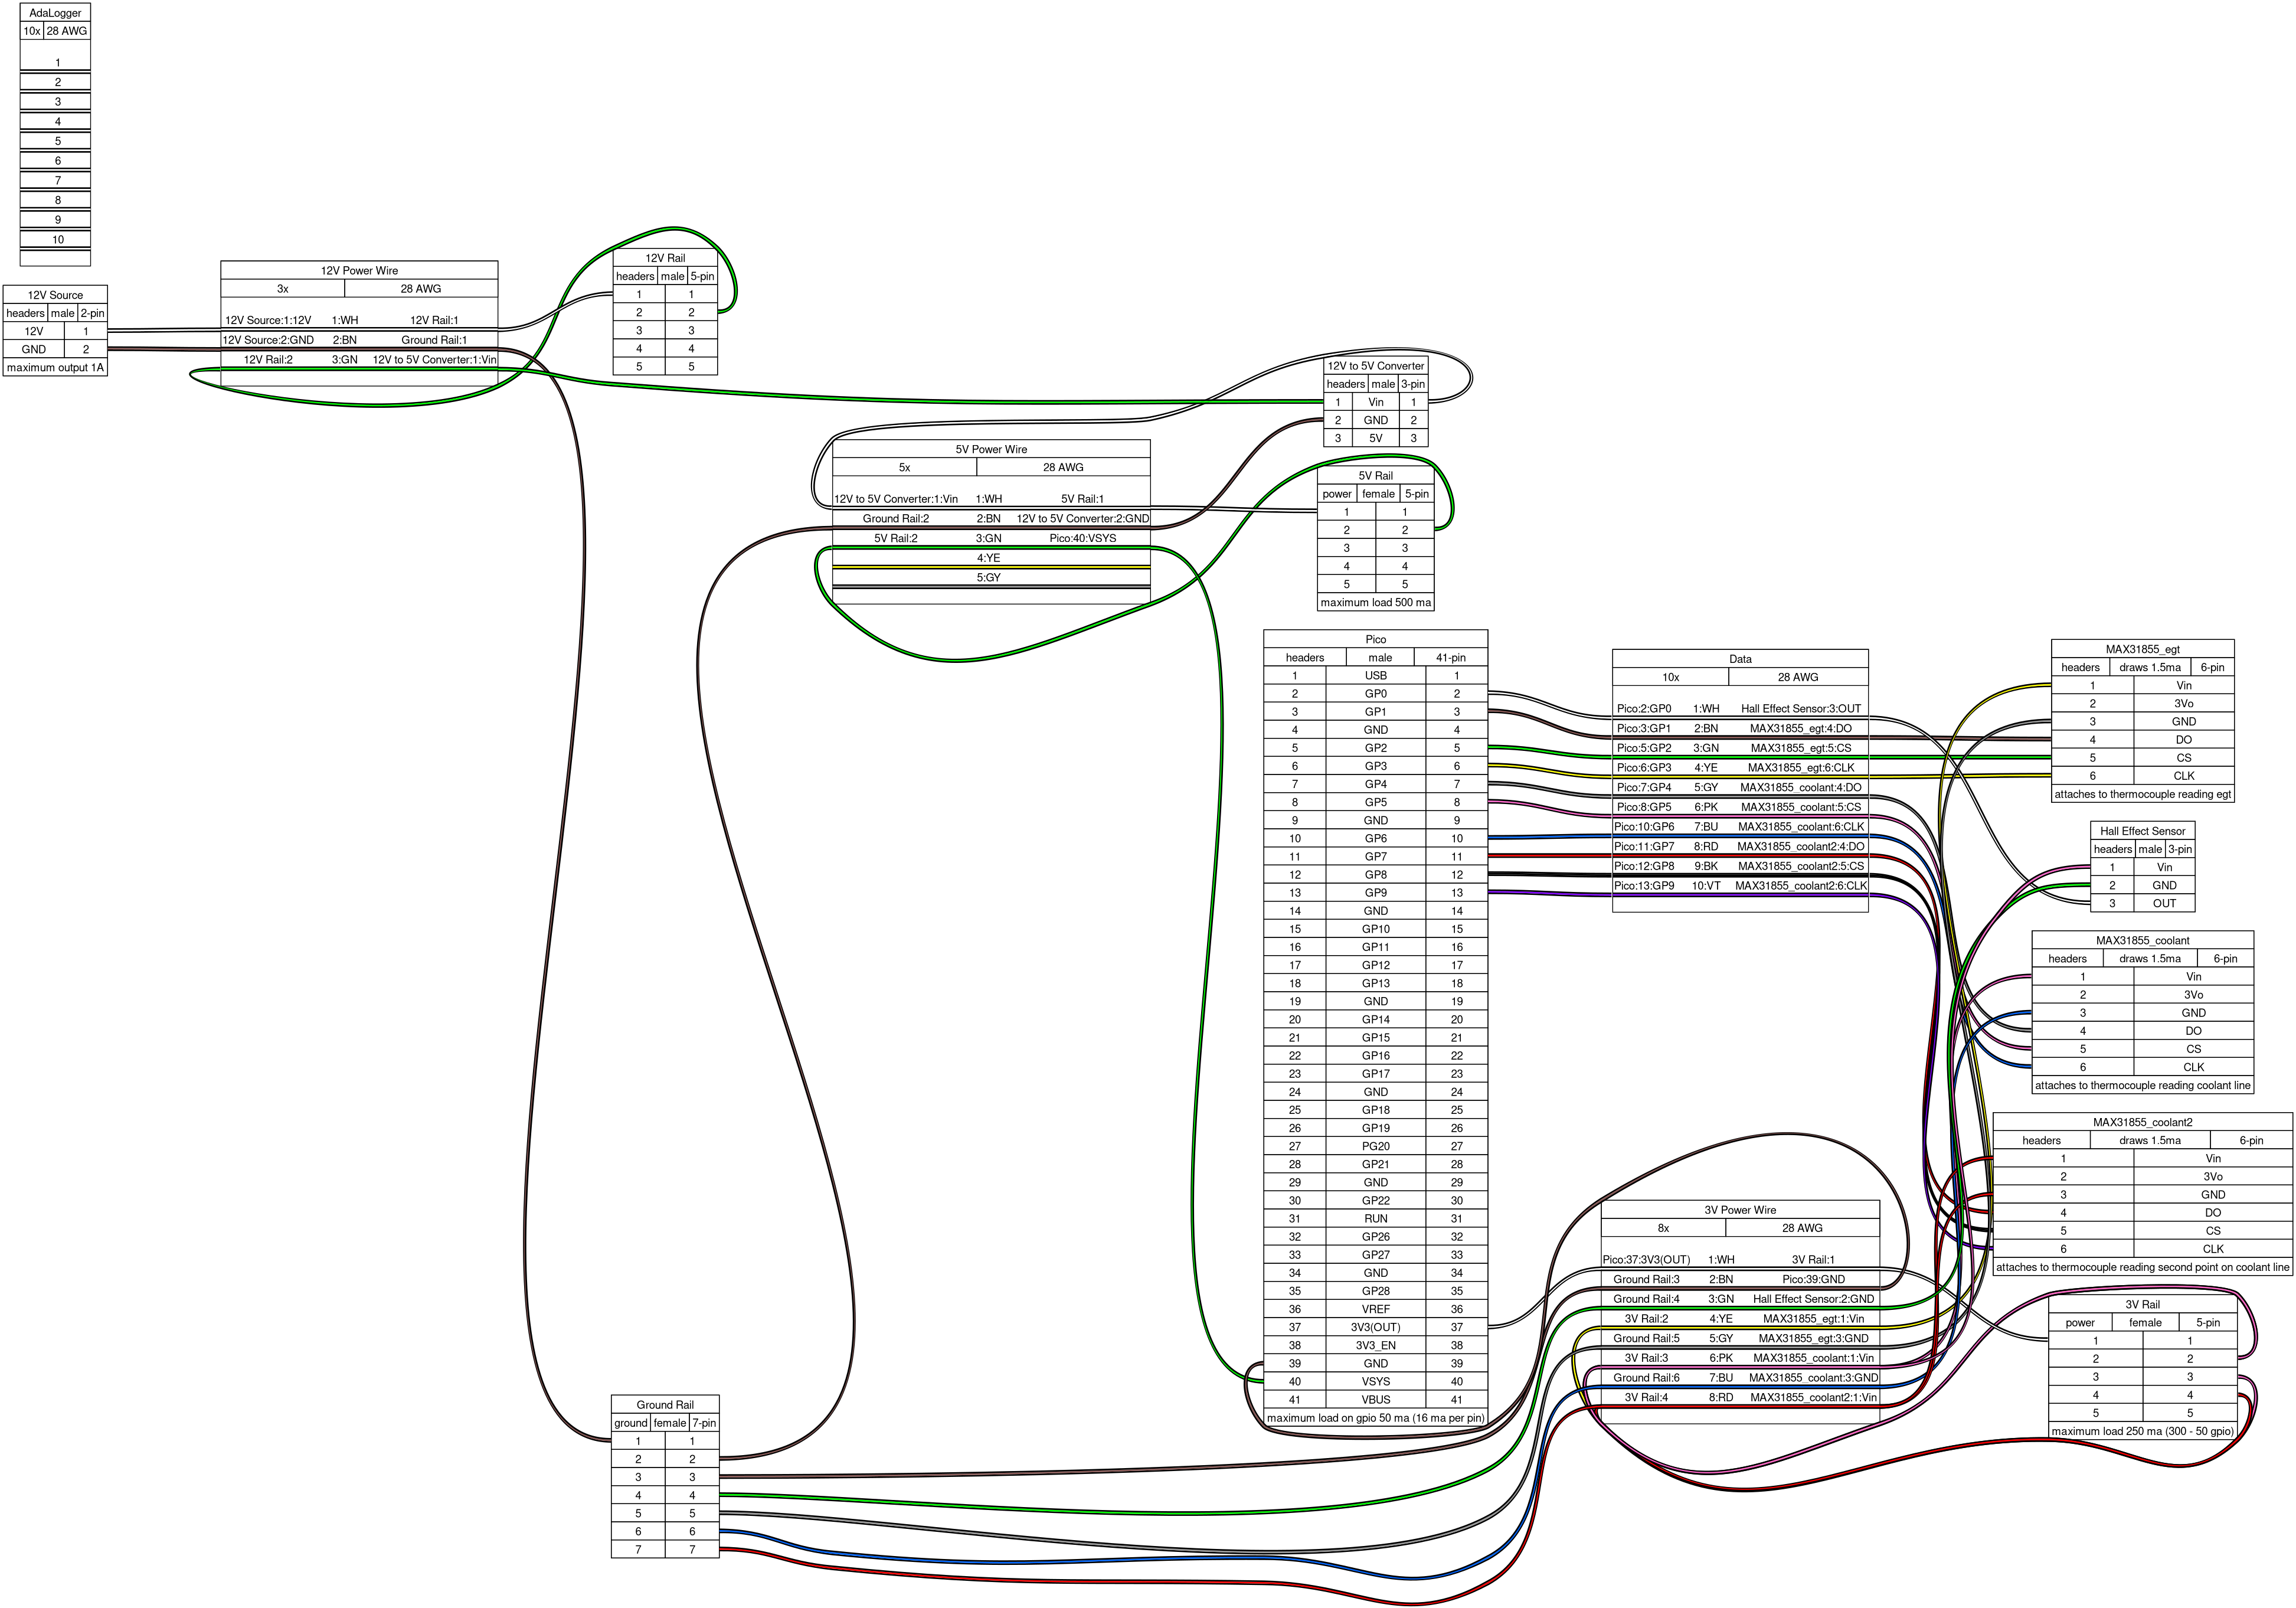 AdaLogger
10x 28 AWG
1
2
3
4
5
6
7
8
9
10
12V Source
headers male 2-pin
12V 1
GND 2
maximum output 1A
12V Power Wire
3x 28 AWG
12V Source:1:12V 1:WH 12V Rail:1
12V Source:2:GND 2:BN Ground Rail:1
12V Rail:2 3:GN 12V to 5V Converter:1:Vin
12V Rail
headers male 5-pin
1 1
2 2
3 3
4 4
5 5
12V to 5V Converter
headers male 3-pin
1 Vin 1
2 GND 2
3 5V 3
5V Power Wire
5x 28 AWG
12V to 5V Converter:1:Vin 1:WH 5V Rail:1
Ground Rail:2 2:BN 12V to 5V Converter:2:GND
5V Rail:2 3:GN Pico:40:VSYS
4:YE
5:GY
5V Rail
power female 5-pin
1 1
2 2
3 3
4 4
5 5
maximum load 500 ma
Pico
headers male 41-pin
1 USB 1
2 GP0 2
3 GP1 3
4 GND 4
5 GP2 5
6 GP3 6
7 GP4 7
8 GP5 8
9 GND 9
10 GP6 10
11 GP7 11
12 GP8 12
13 GP9 13
14 GND 14
15 GP10 15
16 GP11 16
17 GP12 17
18 GP13 18
19 GND 19
20 GP14 20
21 GP15 21
22 GP16 22
23 GP17 23
24 GND 24
25 GP18 25
26 GP19 26
27 PG20 27
28 GP21 28
29 GND 29
30 GP22 30
31 RUN 31
32 GP26 32
33 GP27 33
34 GND 34
35 GP28 35
36 VREF 36
37 3V3(OUT) 37
38 3V3_EN 38
39 GND 39
40 VSYS 40
41 VBUS 41
maximum load on gpio 50 ma (16 ma per pin)
Data
10x 28 AWG
Pico:2:GP0 1:WH Hall Effect Sensor:3:OUT
Pico:3:GP1 2:BN MAX31855_egt:4:DO
Pico:5:GP2 3:GN MAX31855_egt:5:CS
Pico:6:GP3 4:YE MAX31855_egt:6:CLK
Pico:7:GP4 5:GY MAX31855_coolant:4:DO
Pico:8:GP5 6:PK MAX31855_coolant:5:CS
Pico:10:GP6 7:BU MAX31855_coolant:6:CLK
Pico:11:GP7 8:RD MAX31855_coolant2:4:DO
Pico:12:GP8 9:BK MAX31855_coolant2:5:CS
Pico:13:GP9 10:VT MAX31855_coolant2:6:CLK
MAX31855_egt
headers draws 1.5ma 6-pin
1 Vin
2 3Vo
3 GND
4 DO
5 CS
6 CLK
attaches to thermocouple reading egt
Hall Effect Sensor
headers male 3-pin
1 Vin
2 GND
3 OUT
MAX31855_coolant
headers draws 1.5ma 6-pin
1 Vin
2 3Vo
3 GND
4 DO
5 CS
6 CLK
attaches to thermocouple reading coolant line
MAX31855_coolant2
headers draws 1.5ma 6-pin
1 Vin
2 3Vo
3 GND
4 DO
5 CS
6 CLK
attaches to thermocouple reading second point on coolant line
3V Power Wire
8x 28 AWG
Pico:37:3V3(OUT) 1:WH 3V Rail:1
Ground Rail:3 2:BN Pico:39:GND
Ground Rail:4 3:GN Hall Effect Sensor:2:GND
3V Rail:2 4:YE MAX31855_egt:1:Vin
Ground Rail:5 5:GY MAX31855_egt:3:GND
3V Rail:3 6:PK MAX31855_coolant:1:Vin
Ground Rail:6 7:BU MAX31855_coolant:3:GND
3V Rail:4 8:RD MAX31855_coolant2:1:Vin
3V Rail
power female 5-pin
1 1
2 2
3 3
4 4
5 5
maximum load 250 ma (300 - 50 gpio)
Ground Rail
ground female 7-pin
1 1
2 2
3 3
4 4
5 5
6 6
7 7